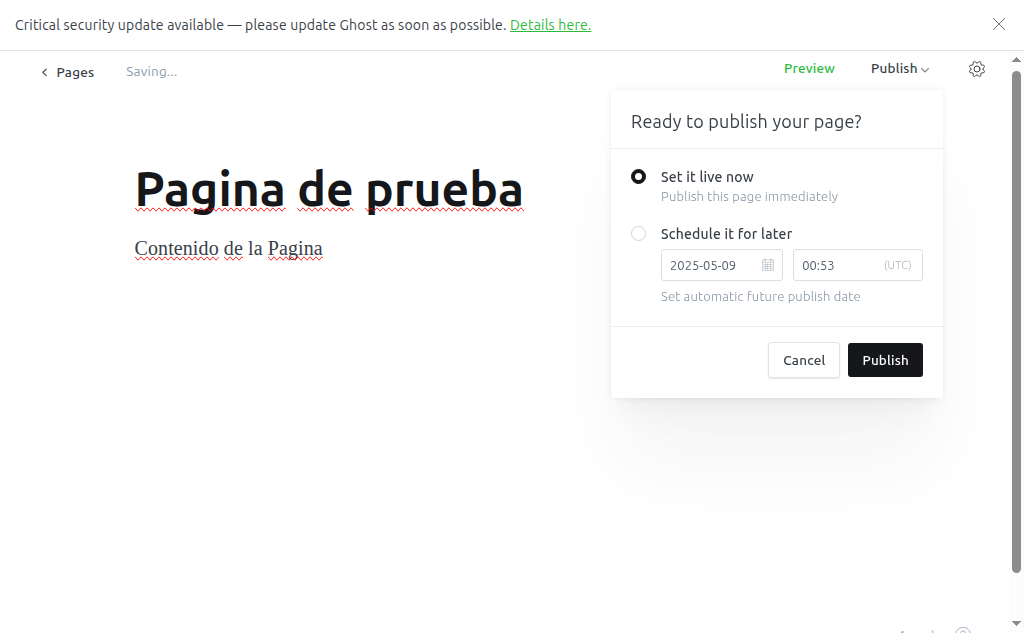 Critical security update available — please update Ghost as soon as possible. Details here.
Pages
Saving...
Preview
Publish
Ready to publish your page?
Set it live now
Publish this page immediately
Schedule it for later
2025-05-09
00:53
(UTC)
Set automatic future publish date
Cancel
Publish
Pagina de prueba
Contenido de la Pagina